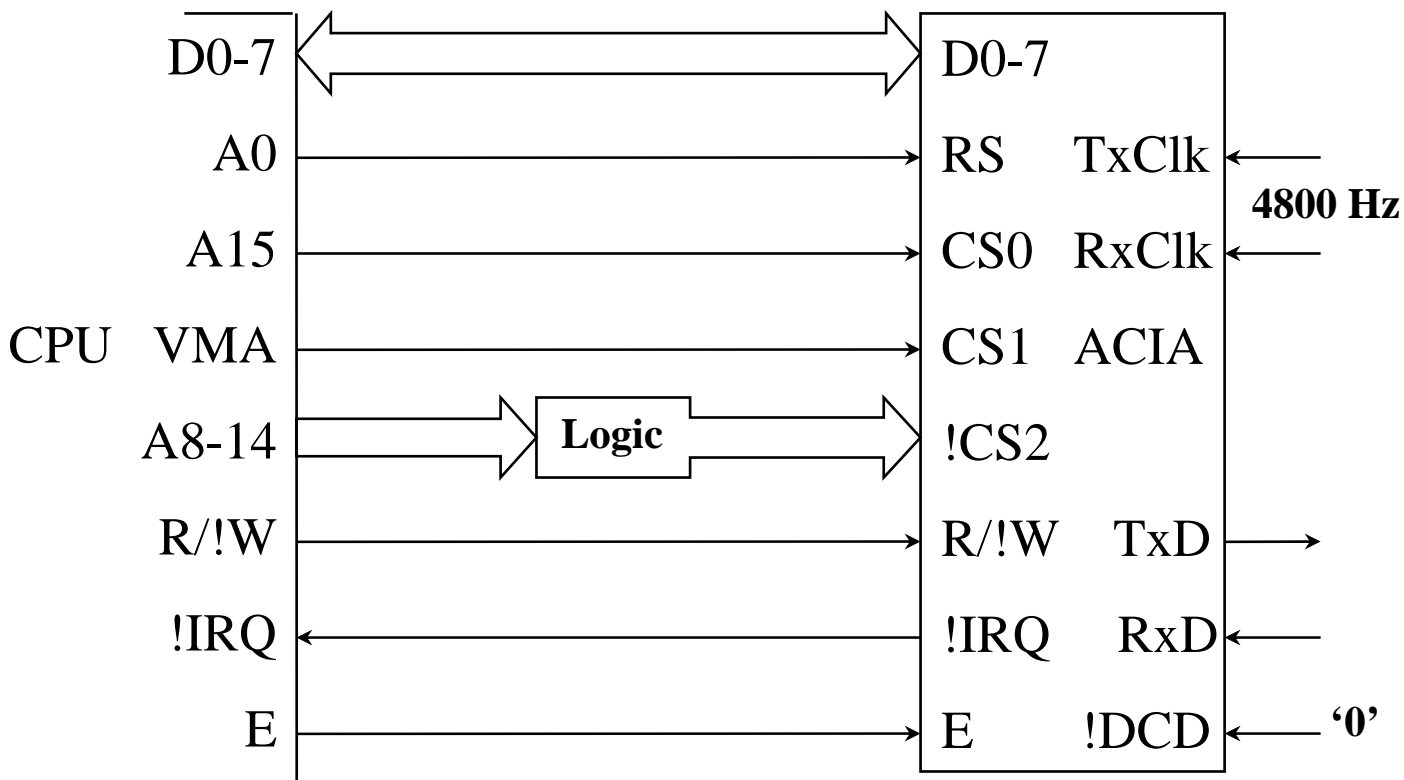 D0-7 D0-7
A0 RS TxClk
4800 Hz
A15 CS0 RxClk
CPU VMA CS1 ACIA
A8-14 Logic !CS2
R/!W R/!W TxD
!IRQ !IRQ RxD
E E !DCD ‘0’